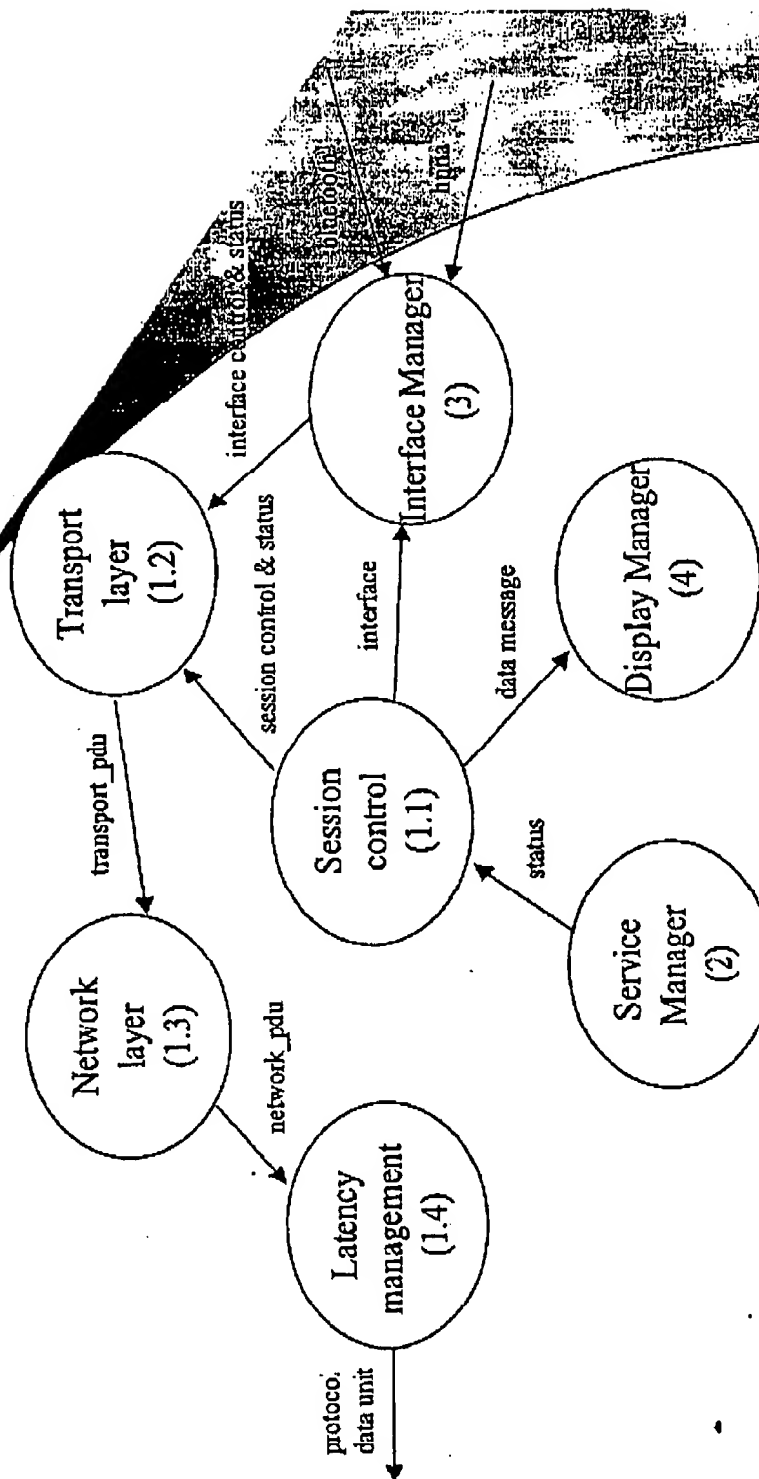 protoco.
data unit
Latency
management
(1.4)
network_pdu
Network
layer
(1.3)
transport_pdu
Transport
layer
(1.2)
session control & status
interface control & status
Session
control
(1.1)
interface
Interface Manager
(3)
bluetooth
hpna
data message
Display Manager
(4)
status
Service
Manager
(2)